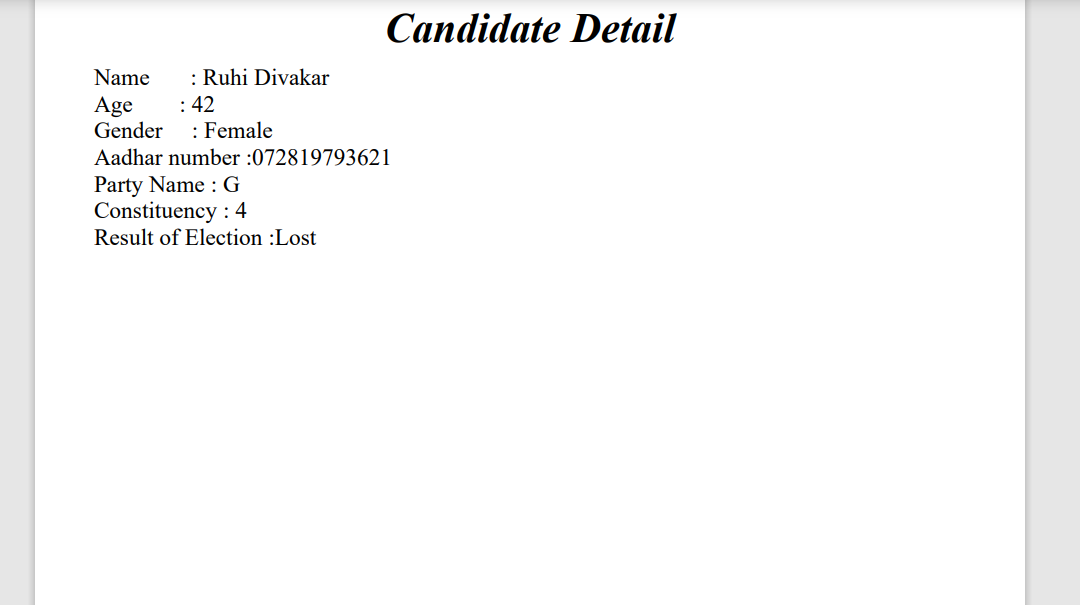 Candidate Detail
Name : Ruhi Divakar
Age : 42
Gender : Female
Aadhar number :072819793621
Party Name : G
Constituency : 4
Result of Election :Lost